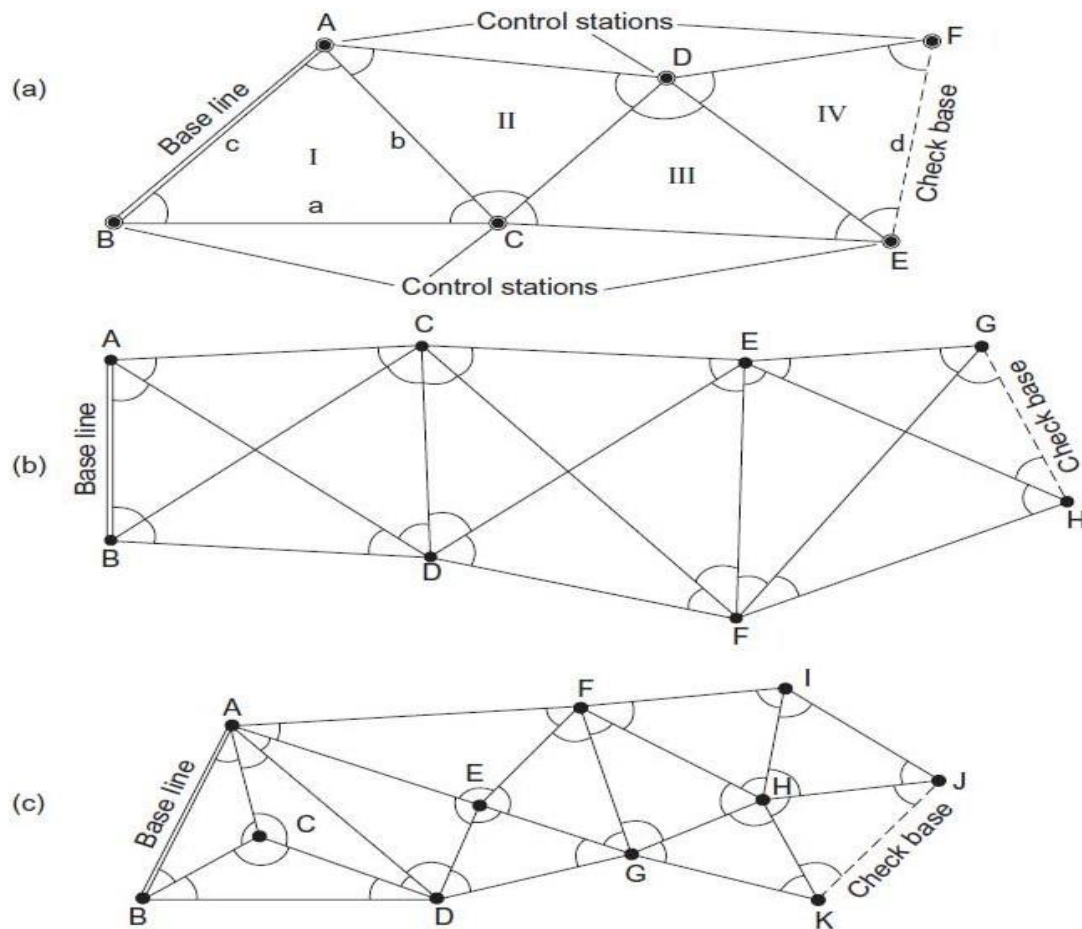 Control stations
A
F
D
(a)
Base line
II
IV
c
b
d
Check base
I
III
a
B
C
E
Control stations
A
C
E
G
Base line
Check base
(b)
B
D
H
F
A
F
I
E
H
J
Base line
(c)
C
Check base
G
B
D
K